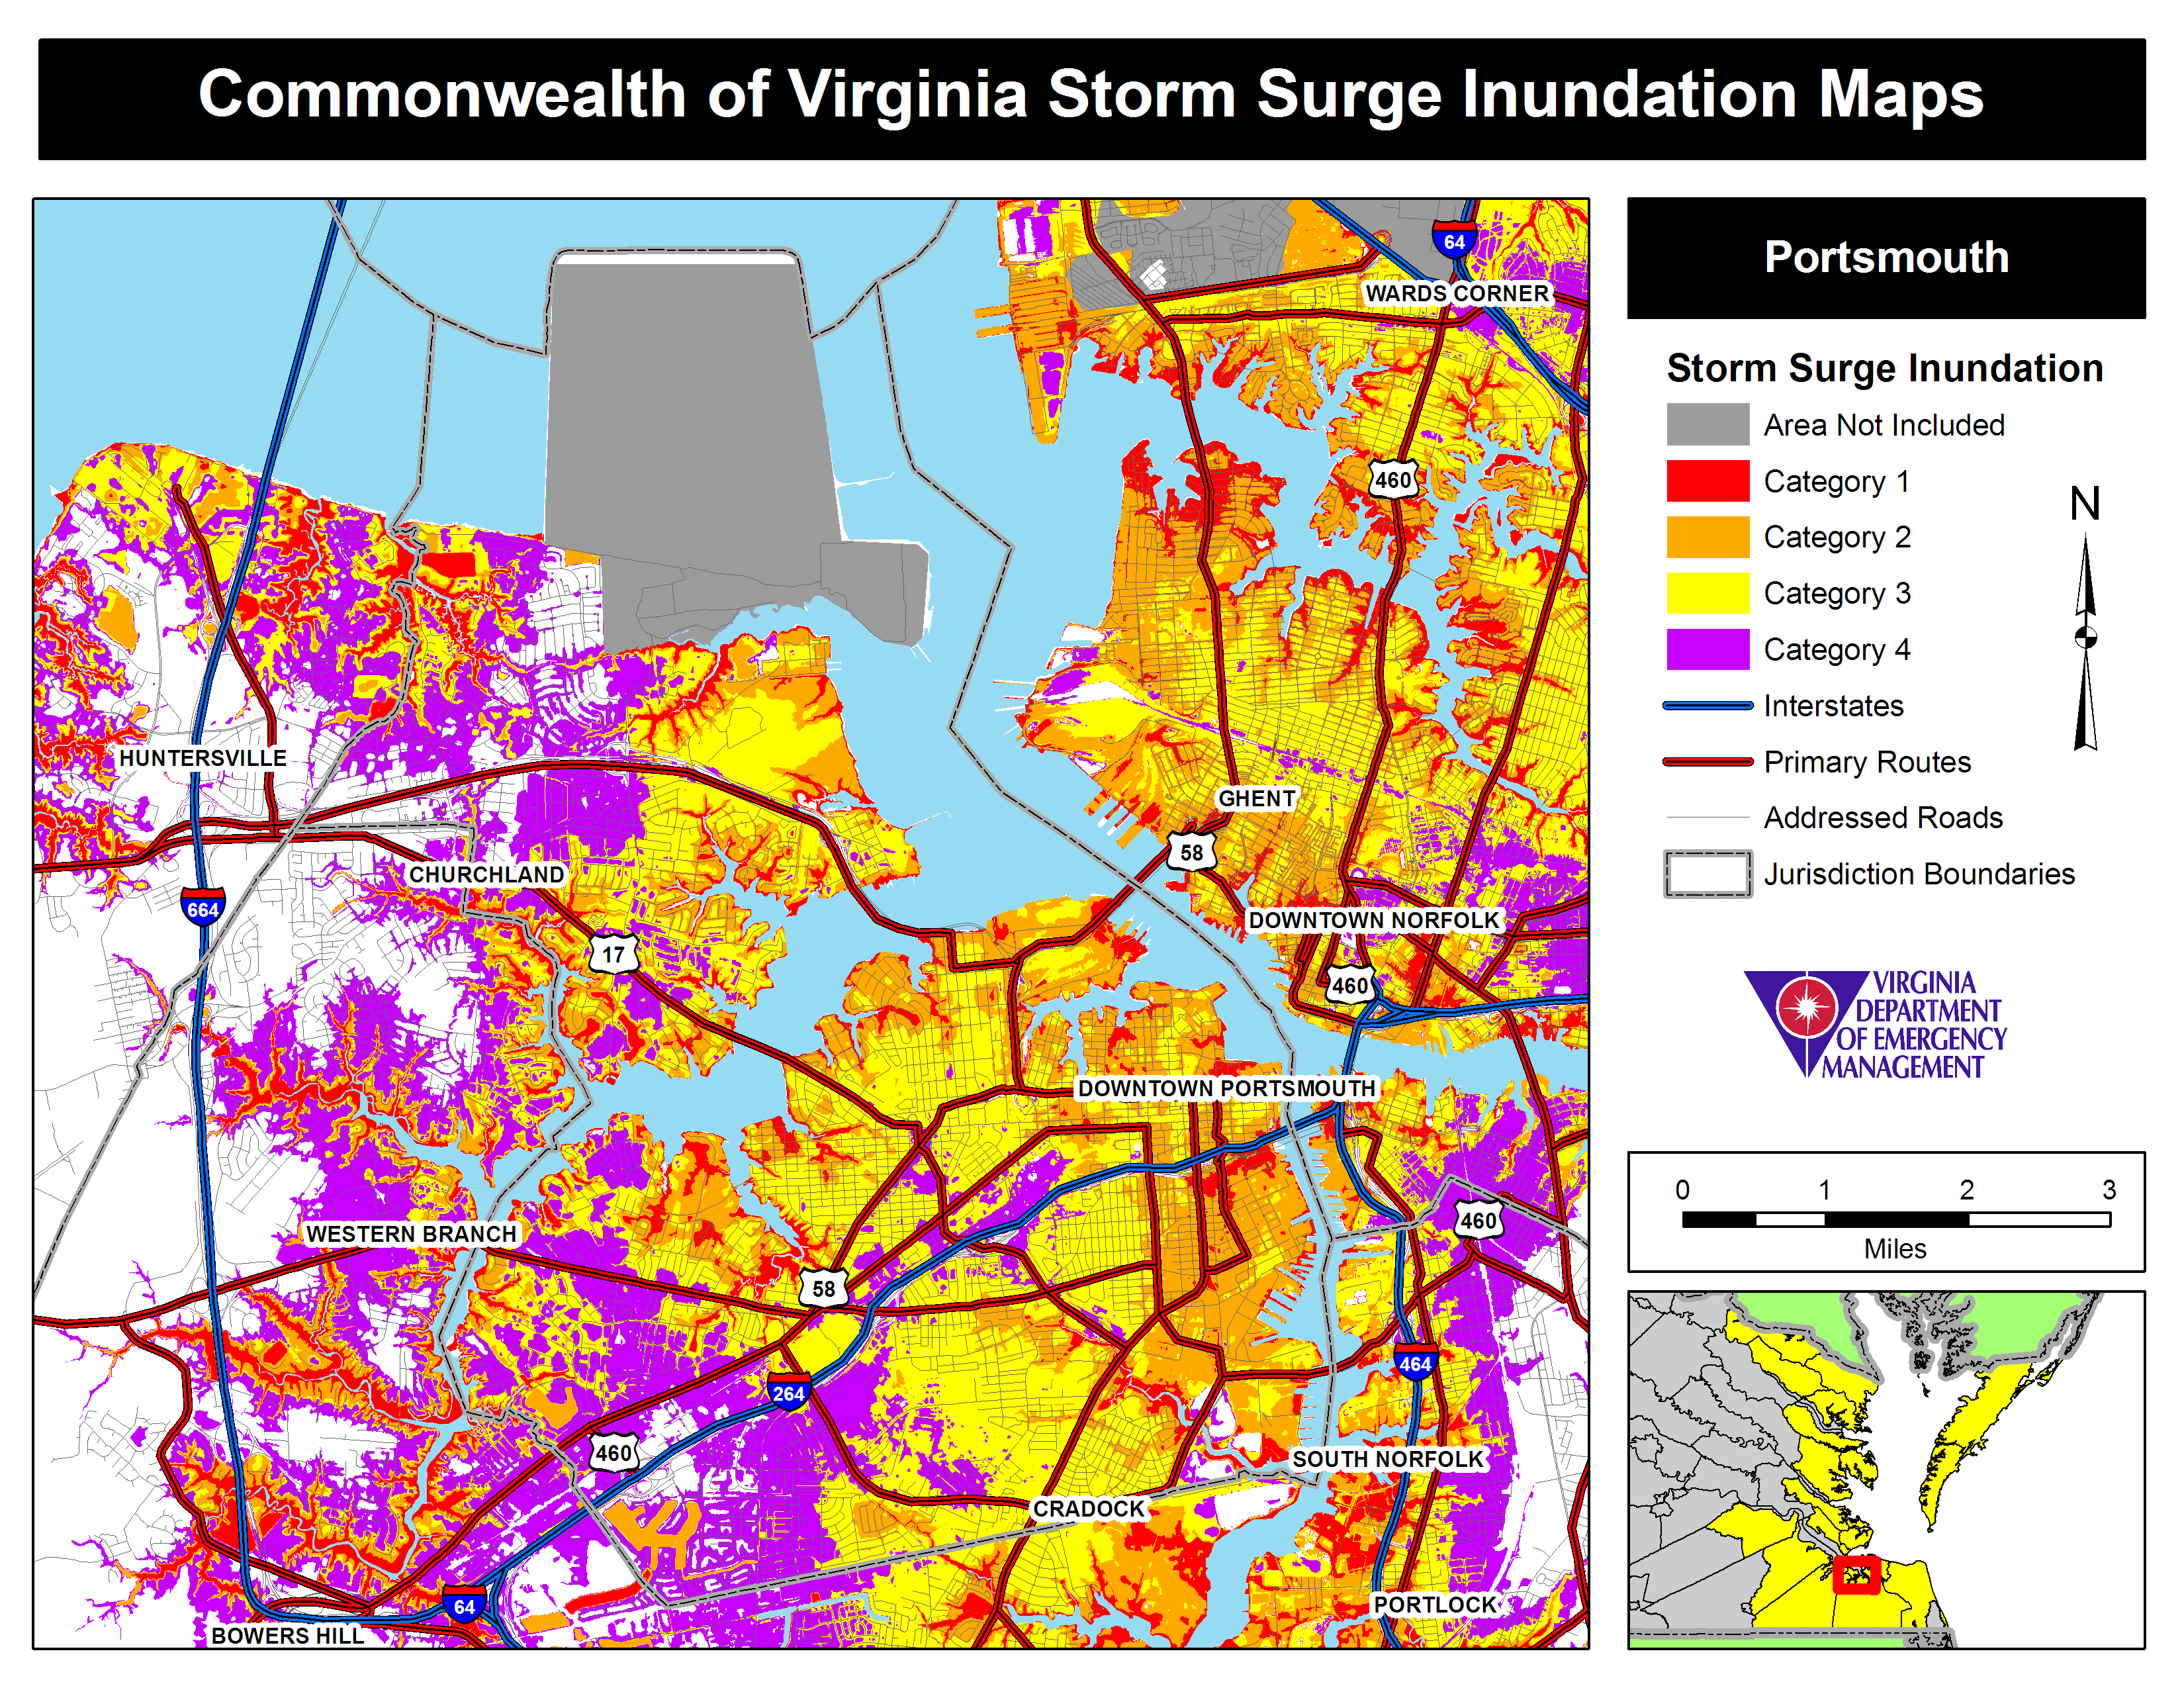 Commonwealth of Virginia Storm Surge Inundation Maps
Portsmouth
Storm Surge Inundation
Area Not Included
Category 1
Category 2
Category 3
Category 4
Interstates
Primary Routes
Addressed Roads
Jurisdiction Boundaries
N
VIRGINIA
DEPARTMENT
OF EMERGENCY
MANAGEMENT
0 1 2 3
Miles
64
WARDS CORNER
460
HUNTERSVILLE
GHENT
58
CHURCHLAND
664
DOWNTOWN NORFOLK
17
460
DOWNTOWN PORTSMOUTH
460
WESTERN BRANCH
58
464
264
460
SOUTH NORFOLK
CRADOCK
64
PORTLOCK
BOWERS HILL